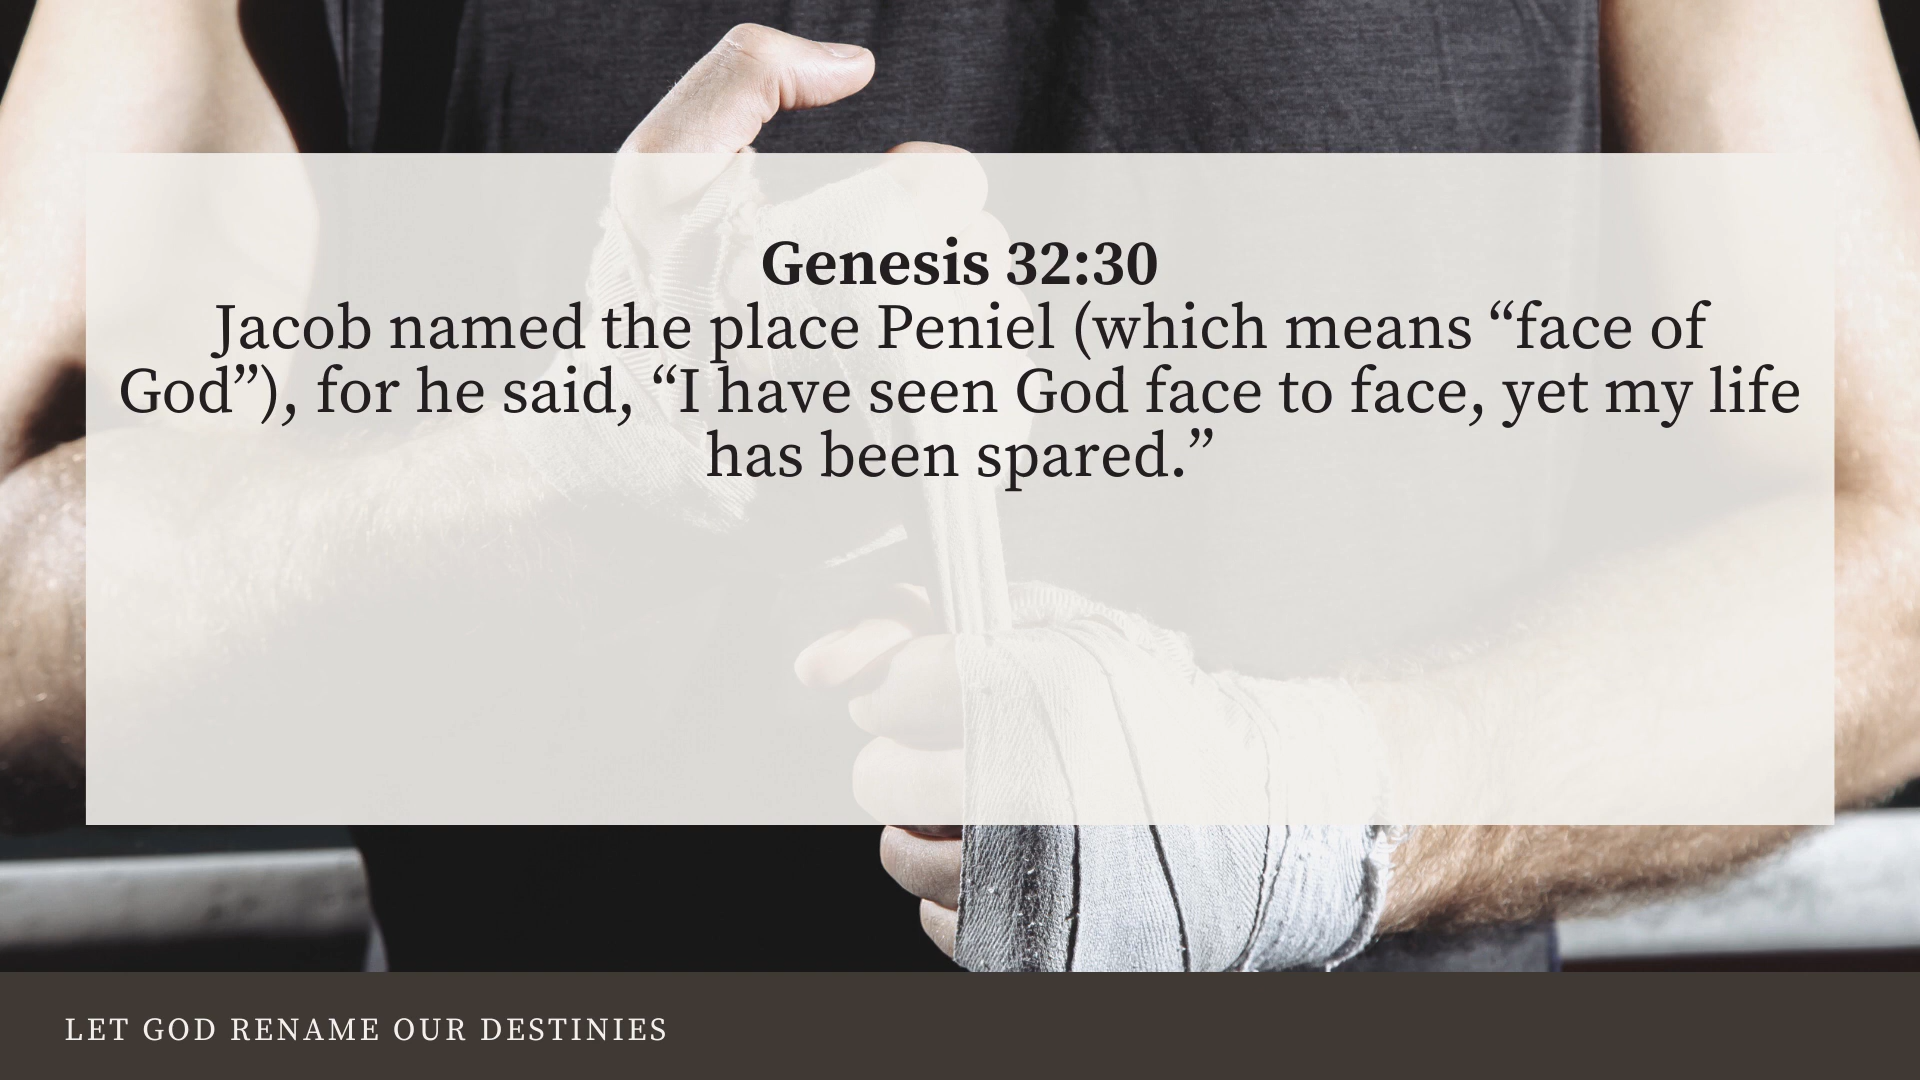 Genesis 32:30
Jacob named the place Peniel (which means “face of
God”), for he said, “I have seen God face to face, yet my life
has been spared.”
LET GOD RENAME OUR DESTINIES